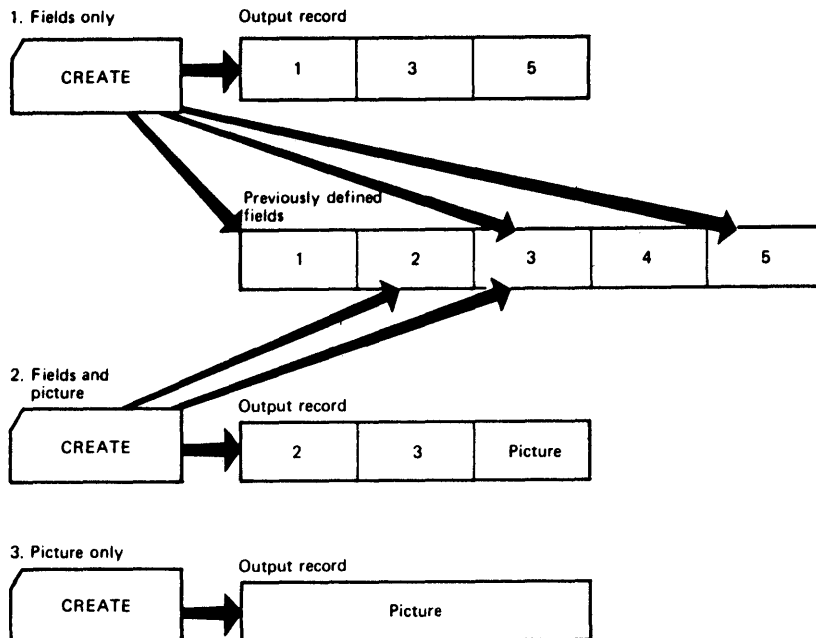 1. Fields only
Output record
CREATE
1 3 5
Previously defined
fields
1 2 3 4 5
2. Fields and
picture
Output record
CREATE
2 3 Picture
3. Picture only
Output record
CREATE
Picture